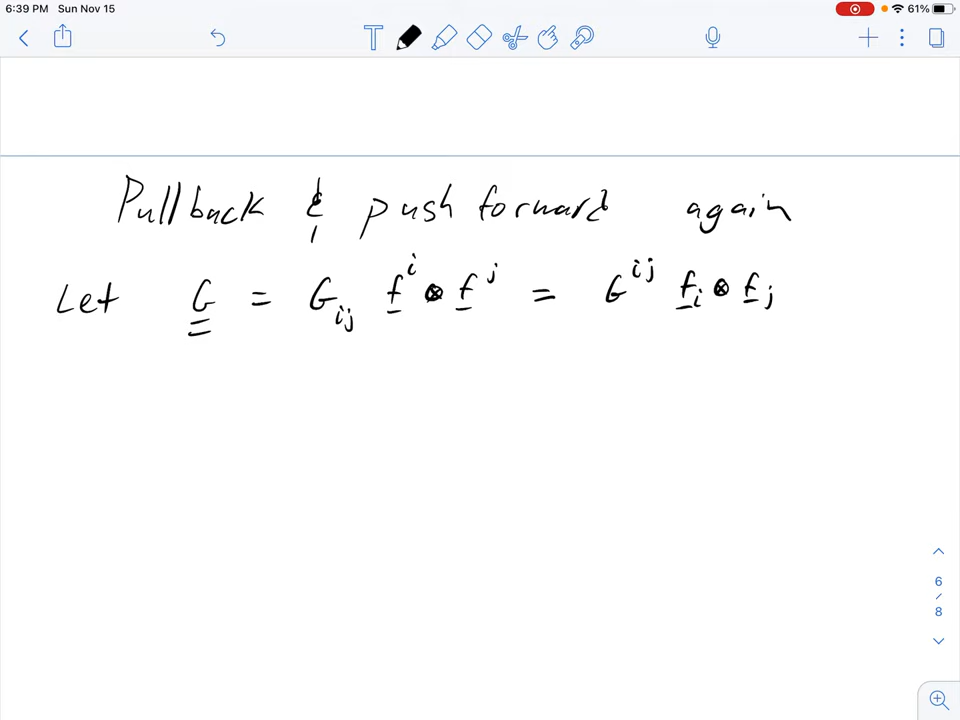 6:39 PM Sun Nov 15 61%
T
Pullback & push forward again
Let G = G_ij f^i ⊗ f^j = G^ij f_i ⊗ f_j
6
/
8